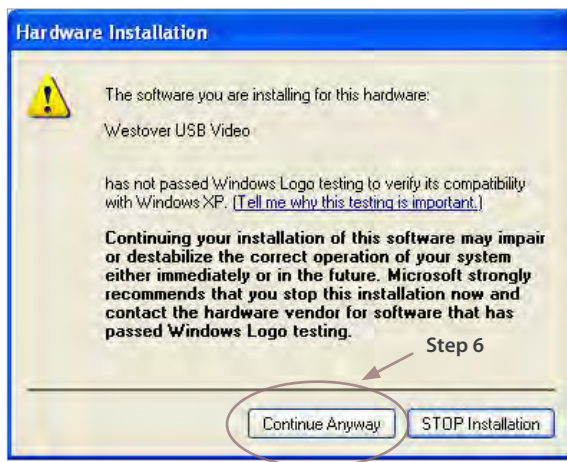 Hardware Installation
The software you are installing for this hardware:
Westover USB Video
has not passed Windows Logo testing to verify its compatibility
with Windows XP. (Tell me why this testing is important.)
Continuing your installation of this software may impair
or destabilize the correct operation of your system
either immediately or in the future. Microsoft strongly
recommends that you stop this installation now and
contact the hardware vendor for software that has
passed Windows Logo testing.
Step 6
Continue Anyway
STOP Installation